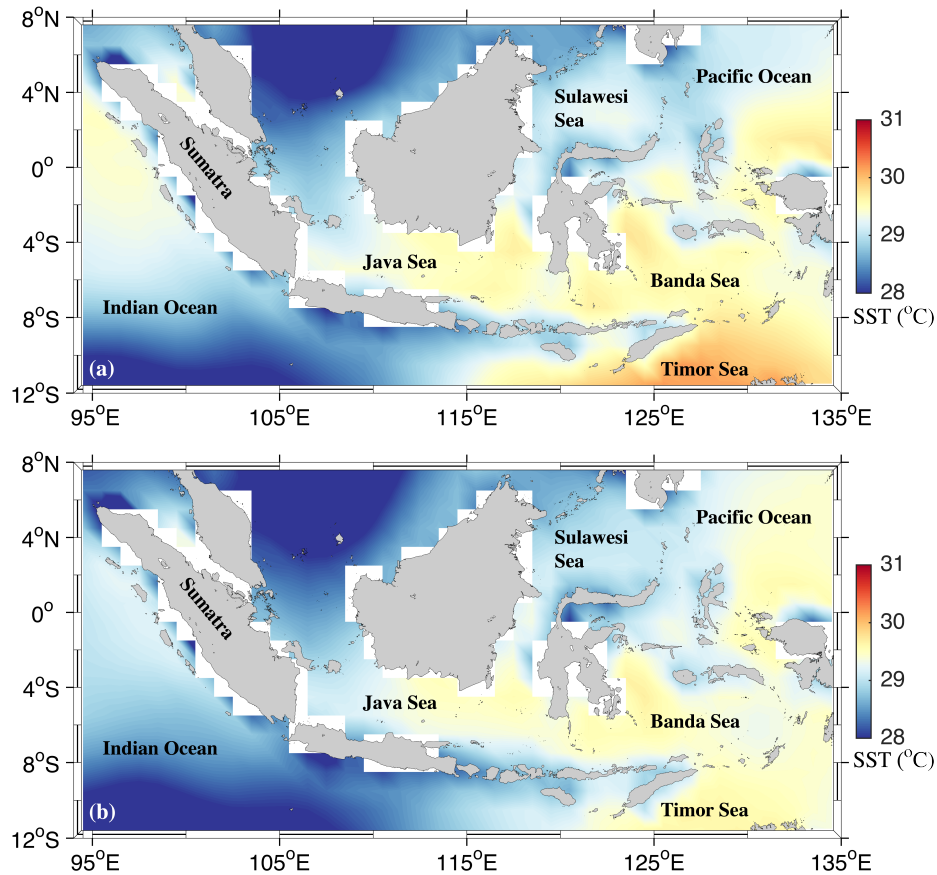 8°N
4°N
0°
4°S
8°S
12°S
95°E
105°E
115°E
125°E
135°E
Pacific Ocean
Sulawesi
Sea
Sumatra
Java Sea
Banda Sea
Indian Ocean
Timor Sea
(a)
31
30
29
28
SST (°C)
8°N
4°N
0°
4°S
8°S
12°S
95°E
105°E
115°E
125°E
135°E
Pacific Ocean
Sulawesi
Sea
Sumatra
Java Sea
Banda Sea
Indian Ocean
Timor Sea
(b)
31
30
29
28
SST (°C)